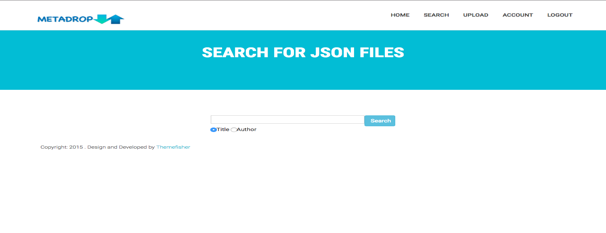 METADROP
HOME SEARCH UPLOAD ACCOUNT LOGOUT
SEARCH FOR JSON FILES
Search
Title Author
Copyright: 2015 . Design and Developed by Themefisher